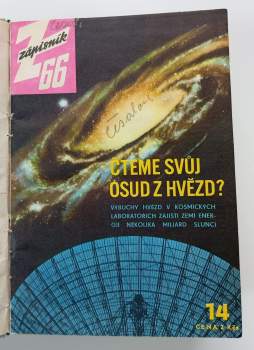 zápisník
Z
66
ČTEME SVŮJ
OSUD Z HVĚZD?
VÝBUCHY HVĚZD V KOSMICKÝCH
LABORATOŘÍCH ZAJISTÍ ZEMI ENER-
GII NĚKOLIKA MILIARD SLUNCÍ
14
CENA 2 Kčs